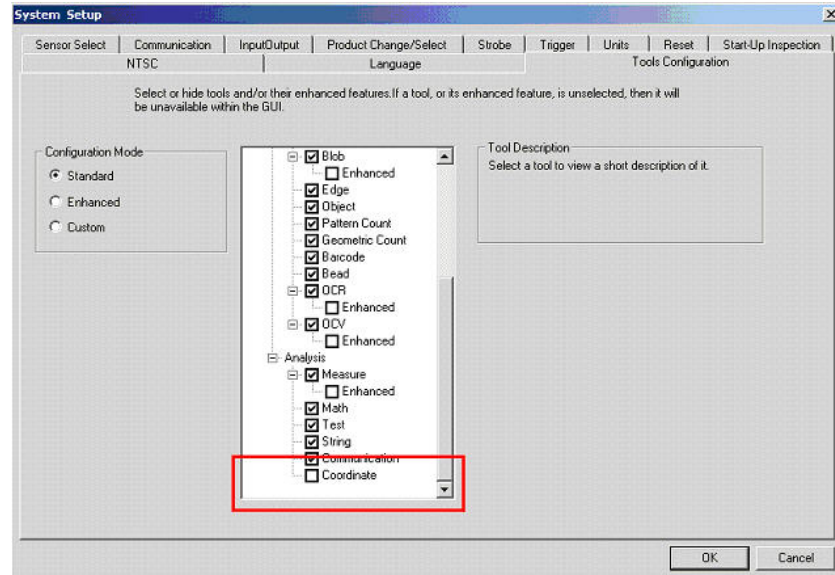 System Setup
Sensor Select Communication InputOutput Product Change/Select Strobe Trigger Units Reset Start-Up Inspection
NTSC Language Tools Configuration
Select or hide tools and/or their enhanced features.If a tool, or its enhanced feature, is unselected, then it will
be unavailable within the GUI.
Configuration Mode
Standard
Enhanced
Custom
Blob
Enhanced
Edge
Object
Pattern Count
Geometric Count
Barcode
Bead
OCR
Enhanced
OCV
Enhanced
Analysis
Measure
Enhanced
Math
Test
String
Communication
Coordinate
Tool Description
Select a tool to view a short description of it.
OK Cancel